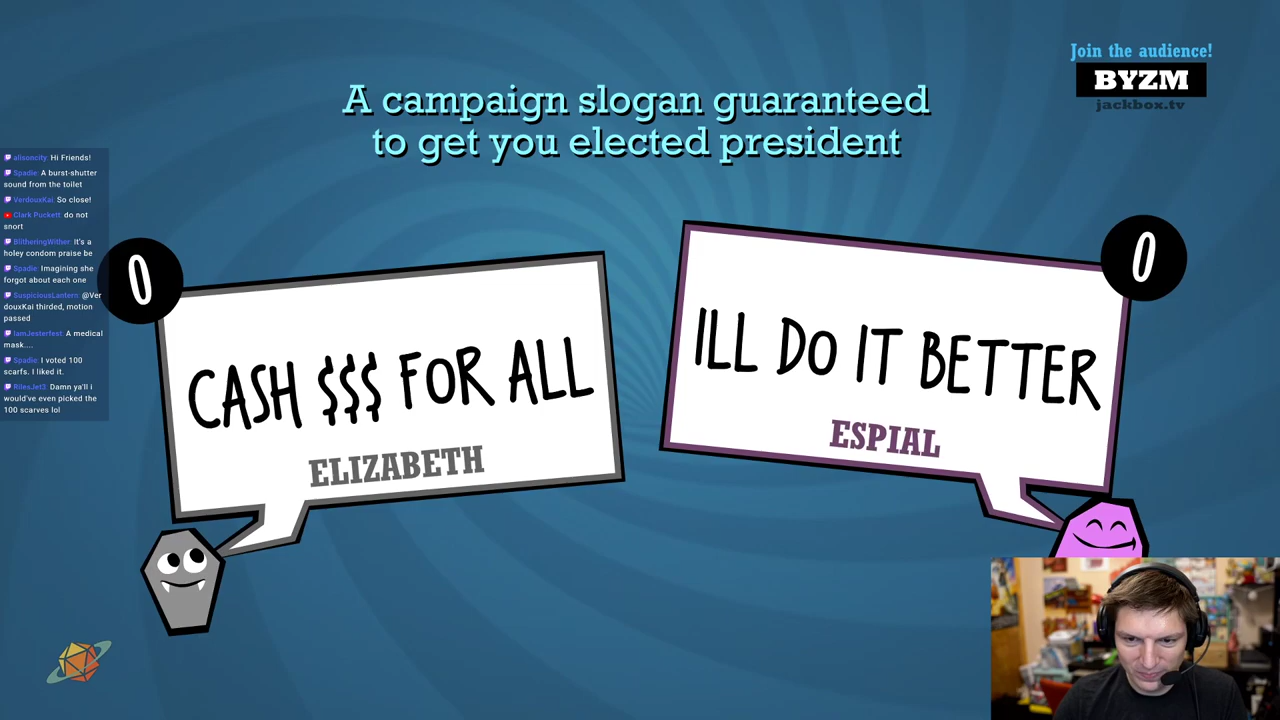 A campaign slogan guaranteed
to get you elected president
Join the audience!
BYZM
jackbox.tv
alisoncity: Hi Friends!
Spadie: A burst-shutter
sound from the toilet
VerdouxKai: So close!
Clark Puckett: do not
snort
BlitheringWither: It's a
holey condom praise be
Spadie: Imagining she
forgot about each one
SuspiciousLantern: @Ver
douxKai thirded, motion
passed
IamJesterfest: A medical
mask....
Spadie: I voted 100
scarfs. I liked it.
RilesJet3: Damn ya'll i
would've even picked the
100 scarves lol
0
CASH $$$ FOR ALL
ELIZABETH
0
ILL DO IT BETTER
ESPIAL